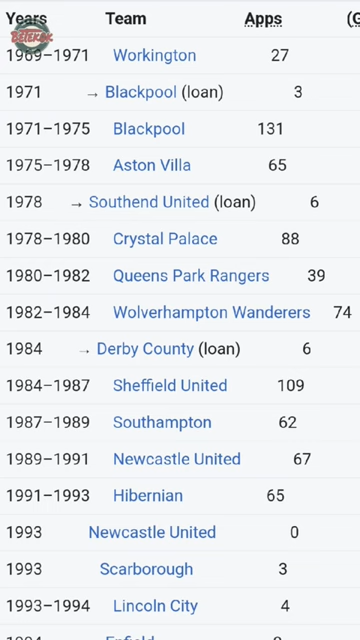 Years Team Apps (G
BETEKOK
1969–1971 Workington 27
1971 → Blackpool (loan) 3
1971–1975 Blackpool 131
1975–1978 Aston Villa 65
1978 → Southend United (loan) 6
1978–1980 Crystal Palace 88
1980–1982 Queens Park Rangers 39
1982–1984 Wolverhampton Wanderers 74
1984 → Derby County (loan) 6
1984–1987 Sheffield United 109
1987–1989 Southampton 62
1989–1991 Newcastle United 67
1991–1993 Hibernian 65
1993 Newcastle United 0
1993 Scarborough 3
1993–1994 Lincoln City 4
1994 Enfield